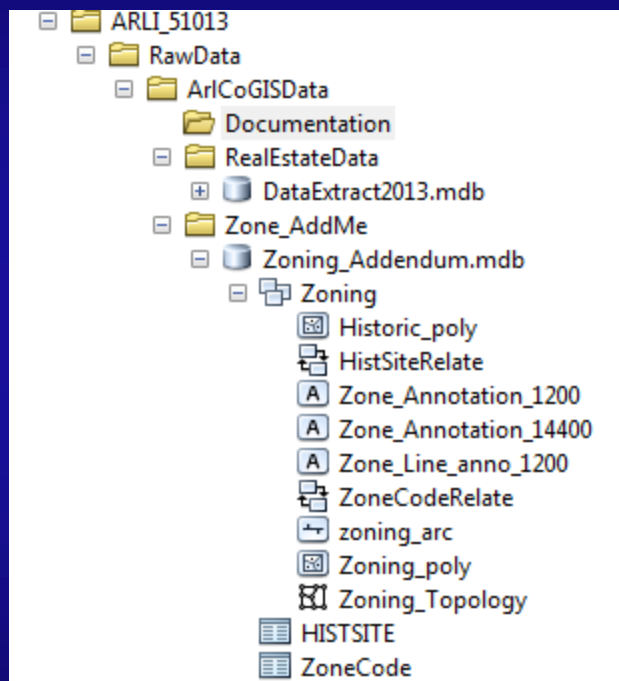 ARLI_51013
RawData
ArlCoGISData
Documentation
RealEstateData
DataExtract2013.mdb
Zone_AddMe
Zoning_Addendum.mdb
Zoning
Historic_poly
HistSiteRelate
A Zone_Annotation_1200
A Zone_Annotation_14400
A Zone_Line_anno_1200
ZoneCodeRelate
zoning_arc
Zoning_poly
Zoning_Topology
HISTSITE
ZoneCode